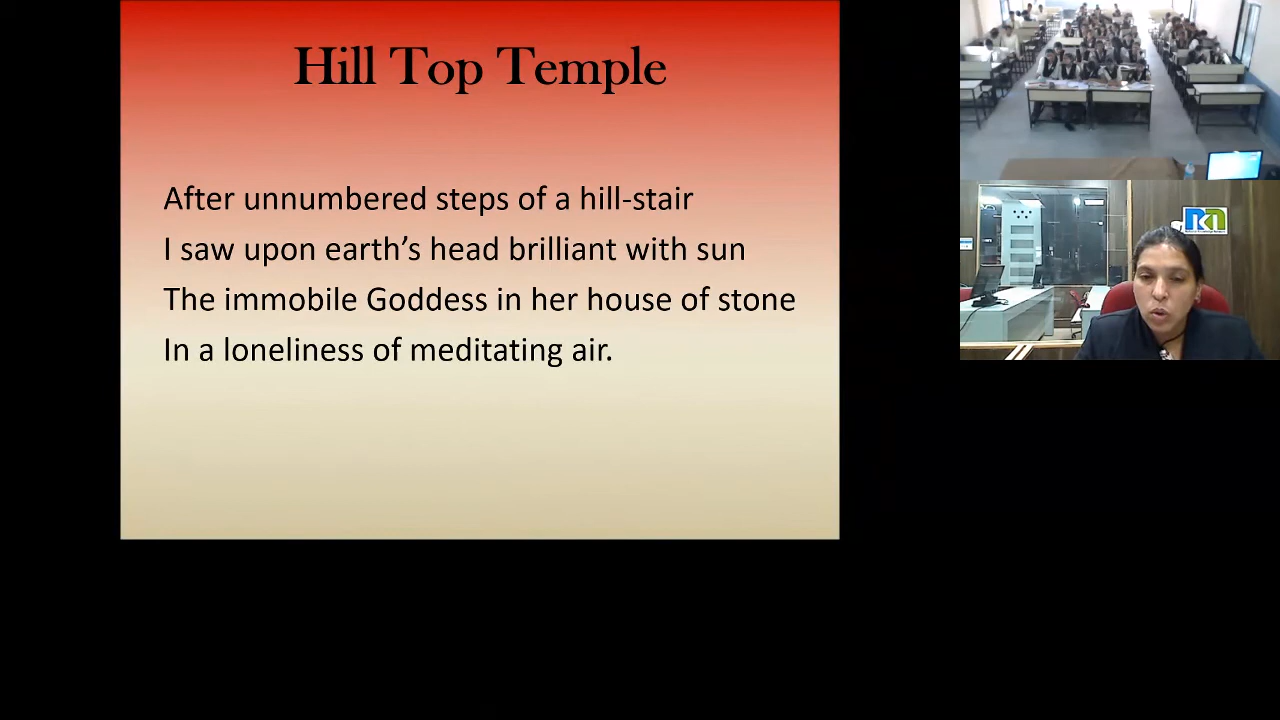 Hill Top Temple
After unnumbered steps of a hill-stair
I saw upon earth’s head brilliant with sun
The immobile Goddess in her house of stone
In a loneliness of meditating air.